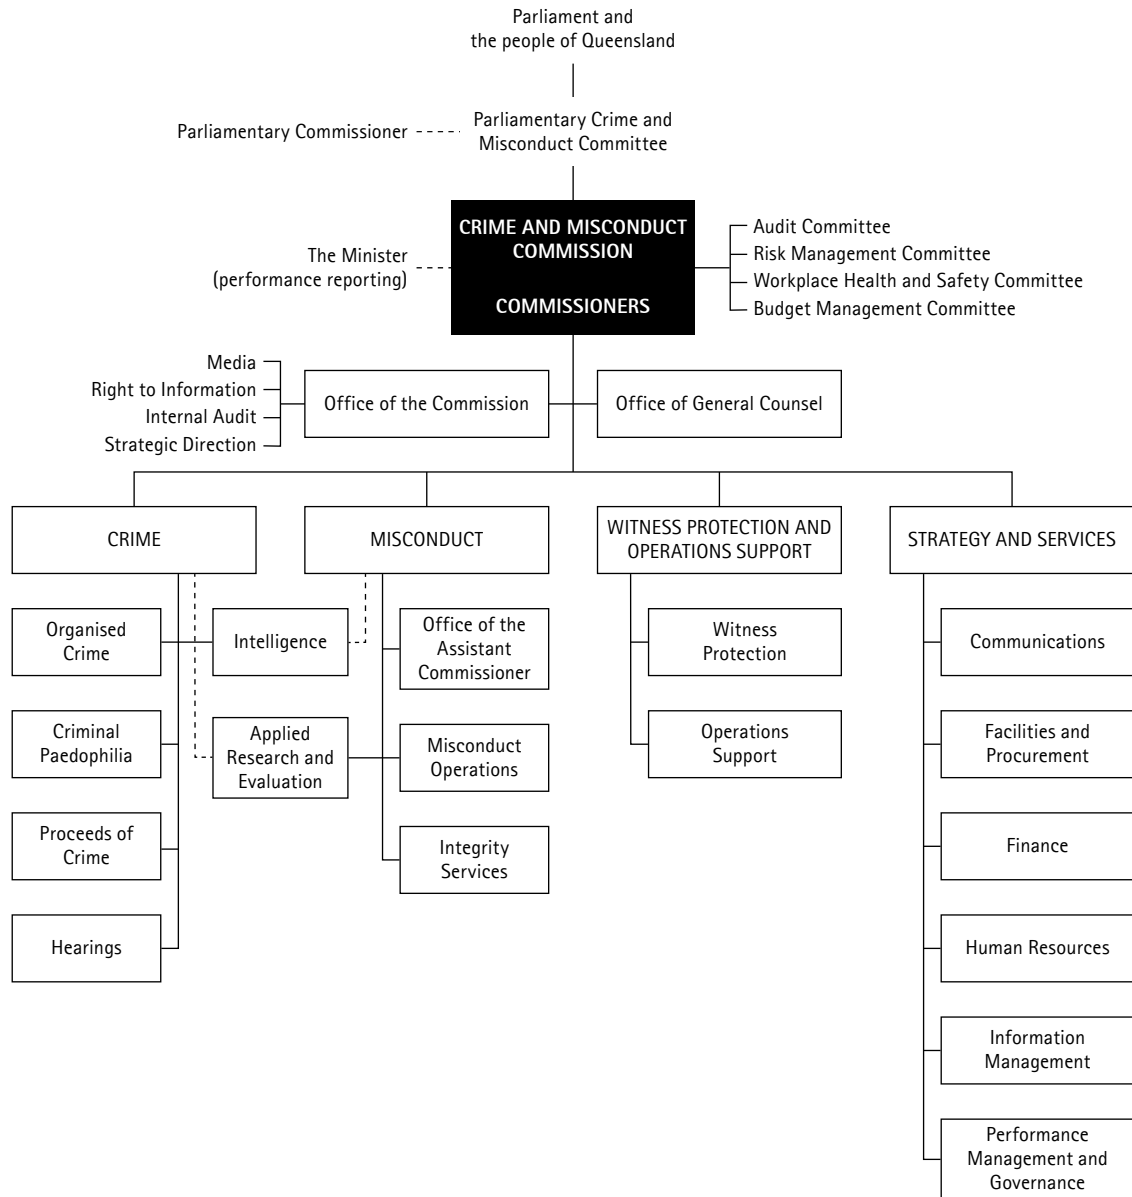 Parliament and
the people of Queensland
Parliamentary Commissioner
Parliamentary Crime and
Misconduct Committee
CRIME AND MISCONDUCT
COMMISSION
COMMISSIONERS
The Minister
(performance reporting)
Audit Committee
Risk Management Committee
Workplace Health and Safety Committee
Budget Management Committee
Media
Right to Information
Internal Audit
Strategic Direction
Office of the Commission
Office of General Counsel
CRIME
MISCONDUCT
WITNESS PROTECTION AND
OPERATIONS SUPPORT
STRATEGY AND SERVICES
Organised
Crime
Intelligence
Office of the
Assistant
Commissioner
Witness
Protection
Communications
Criminal
Paedophilia
Applied
Research and
Evaluation
Misconduct
Operations
Operations
Support
Facilities and
Procurement
Proceeds of
Crime
Integrity
Services
Finance
Hearings
Human Resources
Information
Management
Performance
Management and
Governance